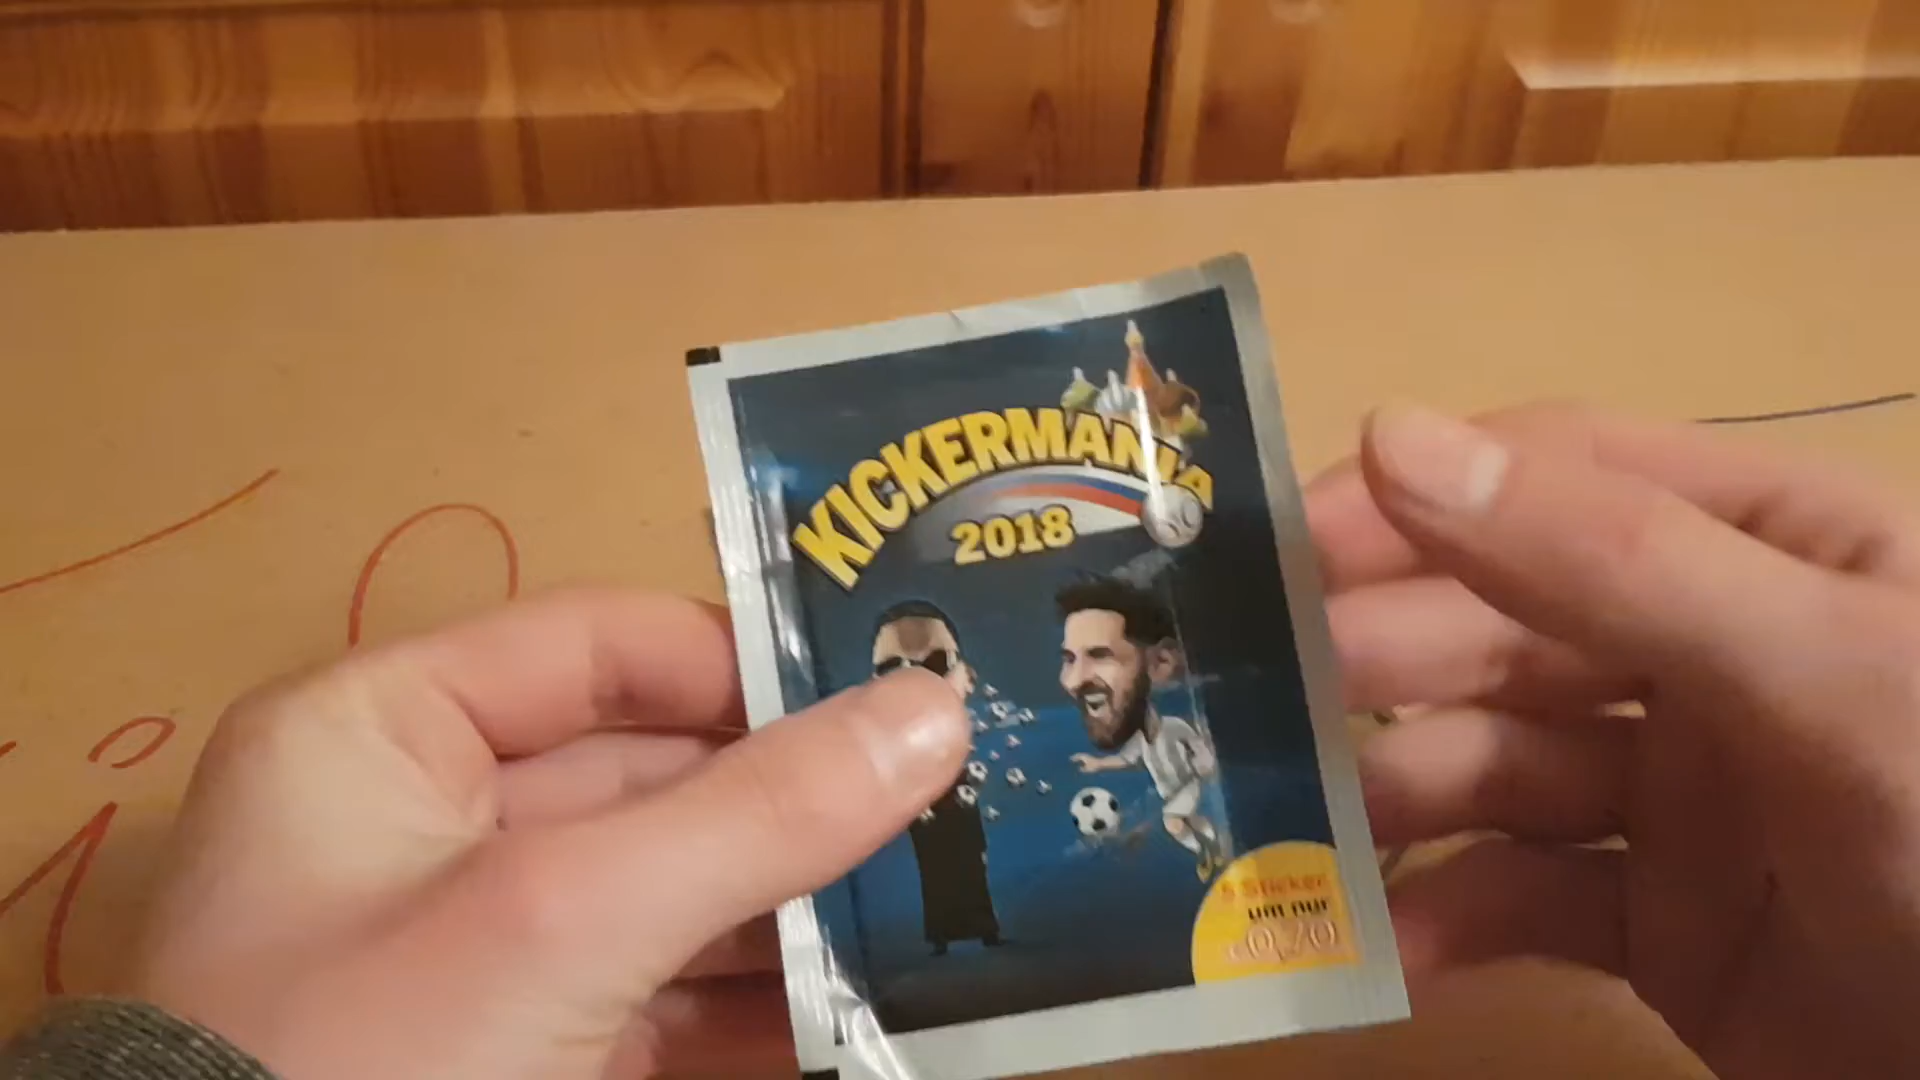 KICKERMANIA
2018
5 Sticker
um nur
€0,70